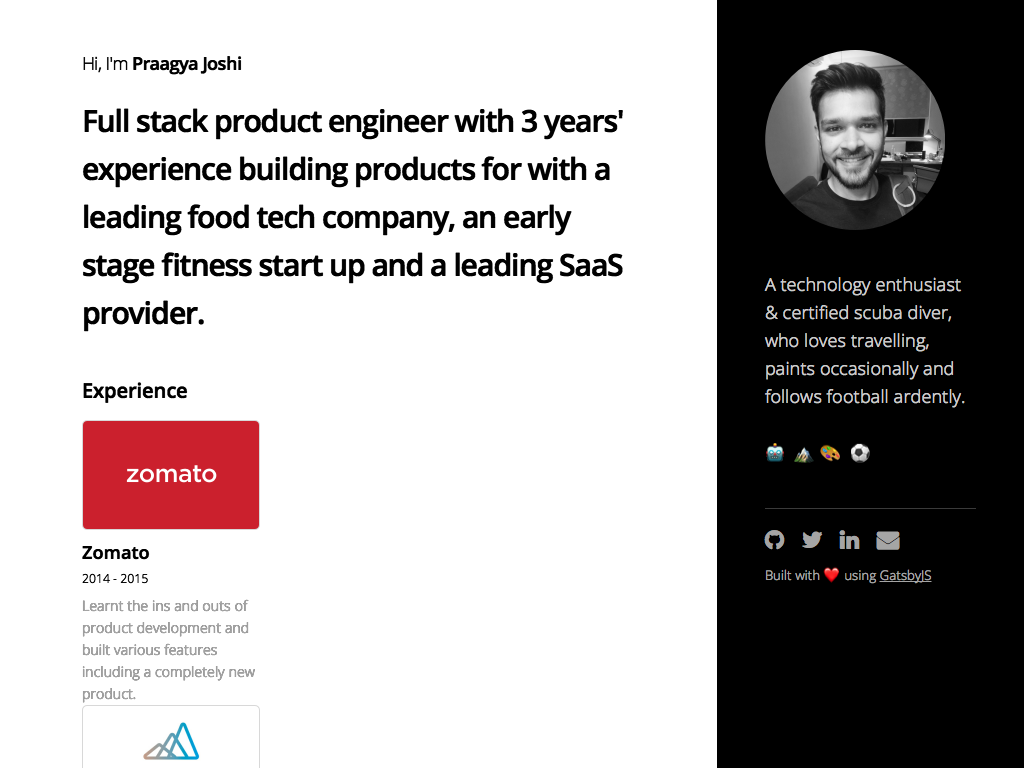 Hi, I'm Praagya Joshi
Full stack product engineer with 3 years'
experience building products for with a
leading food tech company, an early
stage fitness start up and a leading SaaS
provider.
Experience
zomato
Zomato
2014 - 2015
Learnt the ins and outs of
product development and
built various features
including a completely new
product.
A technology enthusiast
& certified scuba diver,
who loves travelling,
paints occasionally and
follows football ardently.
Built with ❤️ using GatsbyJS